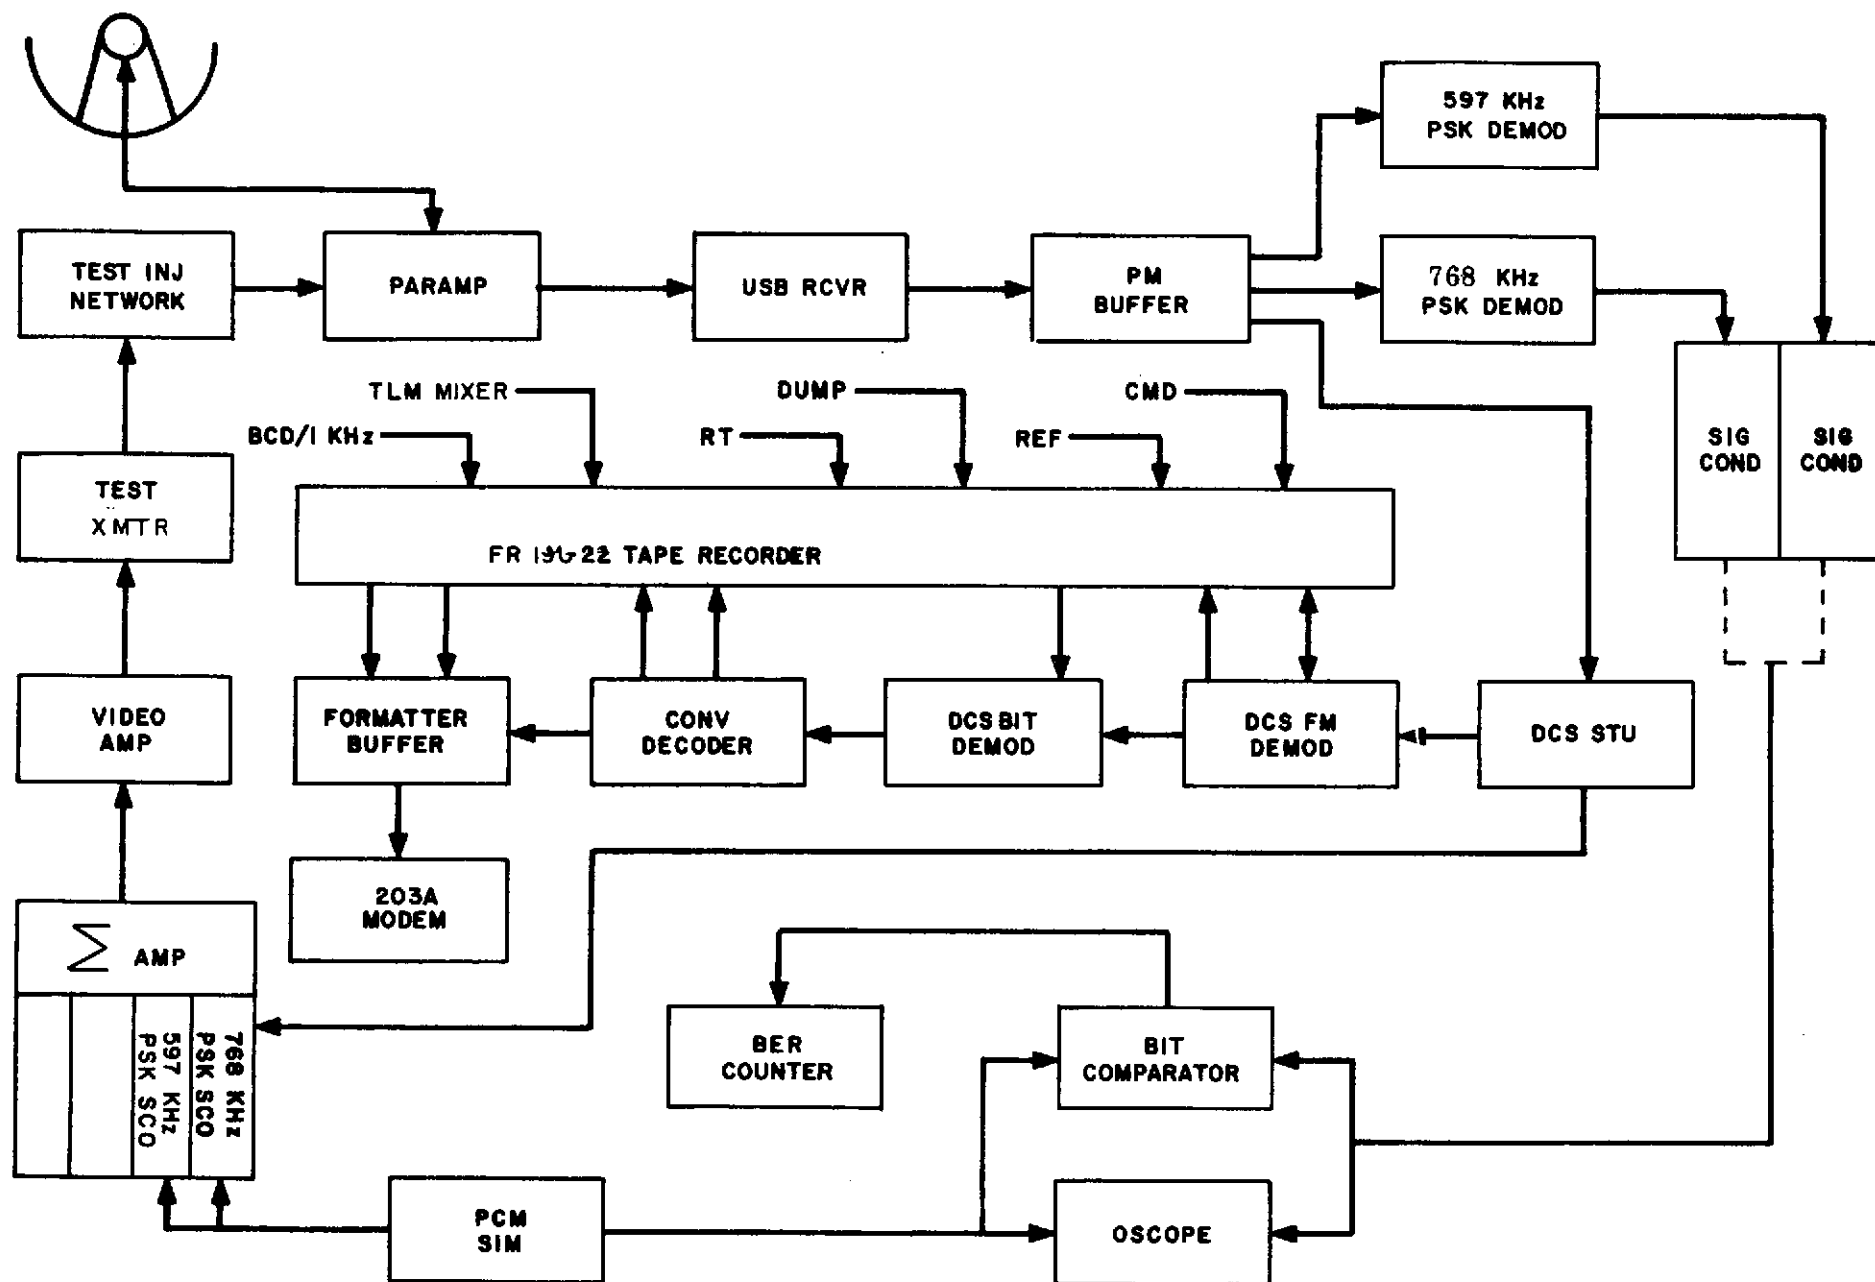 597 KHz
PSK DEMOD
TEST INJ
NETWORK
PARAMP
USB RCVR
PM
BUFFER
768 KHz
PSK DEMOD
TLM MIXER
DUMP
CMD
BCD/1 KHz
RT
REF
SIG
COND
SIG
COND
TEST
XMTR
FR TAPE RECORDER
VIDEO
AMP
FORMATTER
BUFFER
CONV
DECODER
DCS BIT
DEMOD
DCS FM
DEMOD
DCS STU
203A
MODEM
Σ AMP
597 KHz
PSK SCO
768 KHz
PSK SCO
BER
COUNTER
BIT
COMPARATOR
PCM
SIM
OSCOPE